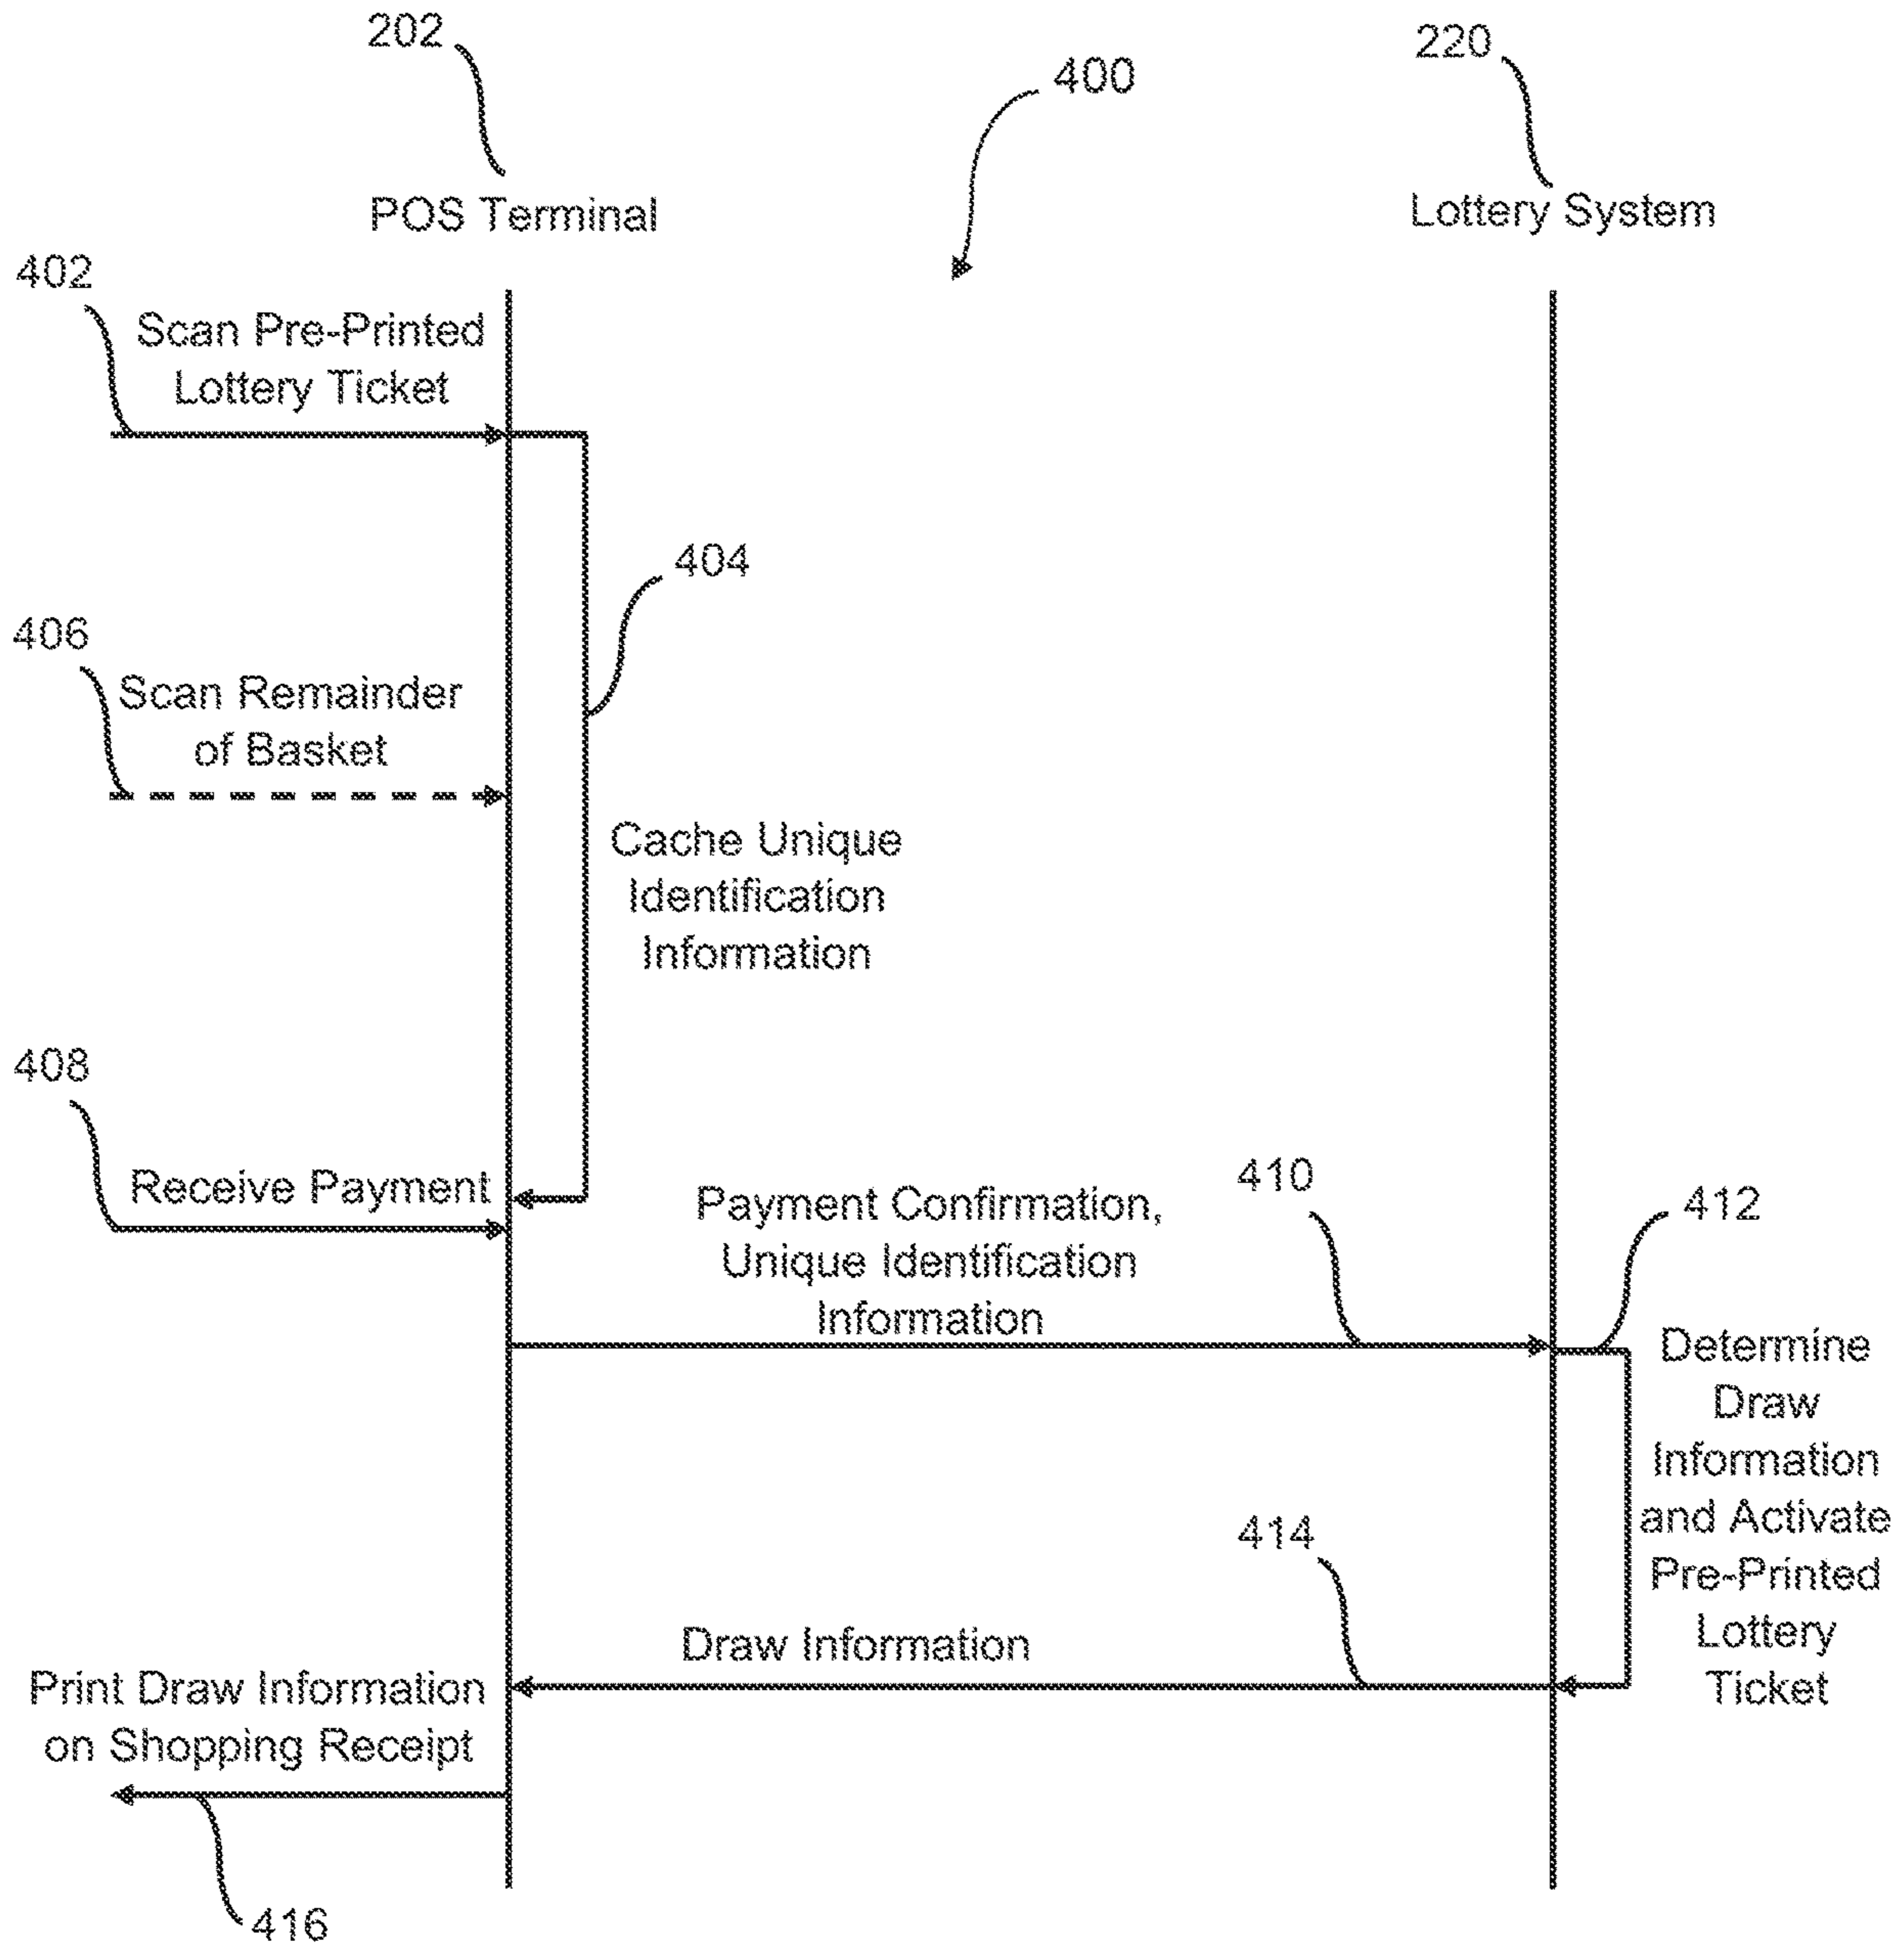 202
220
400
POS Terminal
Lottery System
402
Scan Pre-Printed
Lottery Ticket
404
406
Scan Remainder
of Basket
Cache Unique
Identification
Information
408
Receive Payment
410
Payment Confirmation,
Unique Identification
Information
412
Determine
Draw
Information
and Activate
Pre-Printed
Lottery
Ticket
414
Draw Information
Print Draw Information
on Shopping Receipt
416